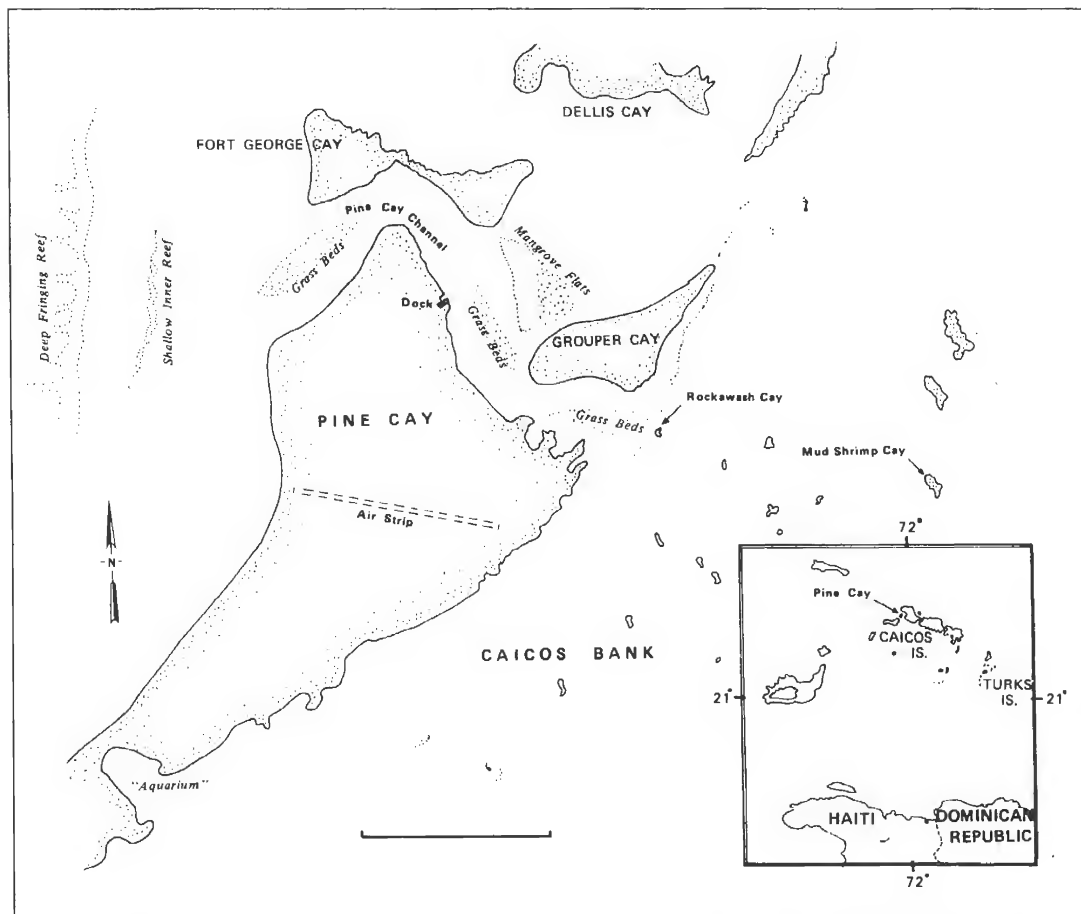 DELLIS CAY
FORT GEORGE CAY
Pine Cay Channel
Grass Beds
Mangrove Flats
Deep Fringing Reef
Shallow Inner Reef
Dock
Grass Beds
GROUPER CAY
Rockawash Cay
Grass Beds
PINE CAY
Mud Shrimp Cay
Air Strip
N
CAICOS BANK
"Aquarium"
72°
Pine Cay
CAICOS
IS.
TURKS
IS.
21°
21°
HAITI
DOMINICAN
REPUBLIC
72°